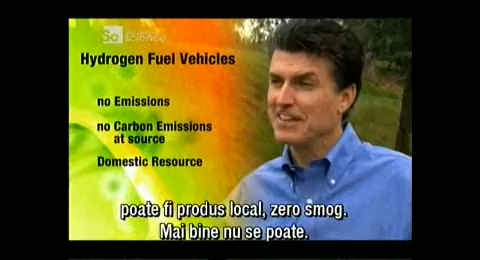 Sc science
Hydrogen Fuel Vehicles
no Emissions
no Carbon Emissions
at source
Domestic Resource
poate fi produs local, zero smog.
Mai bine nu se poate.